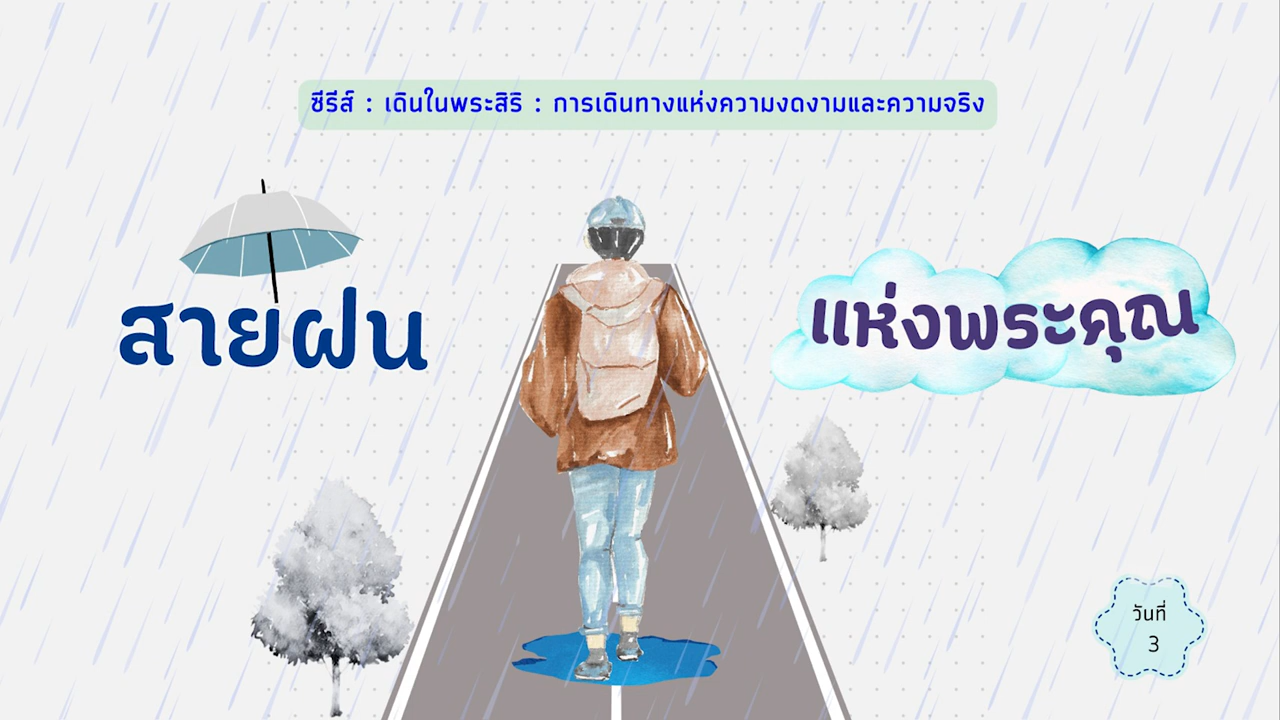 ซีรีส์ : เดินในพระสิริ : การเดินทางแห่งความงดงามและความจริง
สายฝน
แห่งพระคุณ
วันที่
3